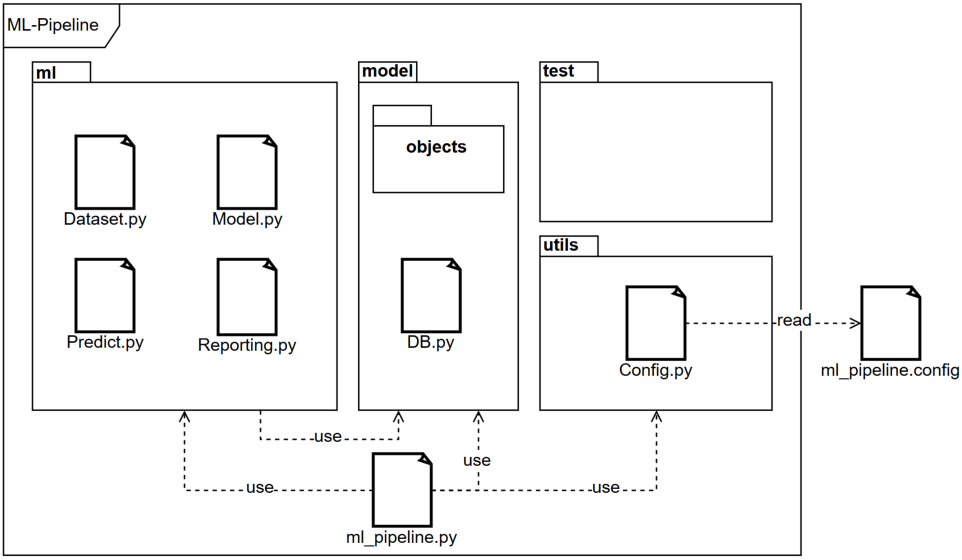 ML-Pipeline
ml
model
test
objects
Dataset.py
Model.py
utils
Predict.py
Reporting.py
DB.py
Config.py
read
ml_pipeline.config
use
use
use
use
ml_pipeline.py